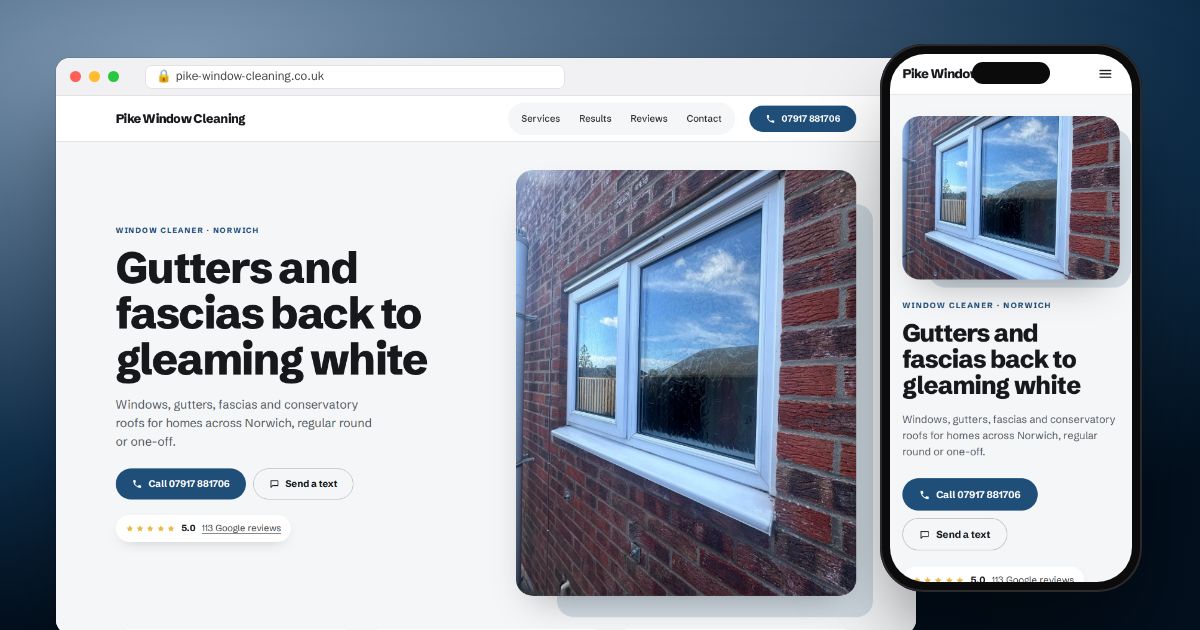 pike-window-cleaning.co.uk
Pike Window Cleaning
Services Results Reviews Contact 07917 881706
WINDOW CLEANER · NORWICH
Gutters and
fascias back to
gleaming white
Windows, gutters, fascias and conservatory
roofs for homes across Norwich, regular round
or one-off.
Call 07917 881706 Send a text
5.0 113 Google reviews
Pike
WINDOW CLEANER · NORWICH
Gutters and
fascias back to
gleaming white
Windows, gutters, fascias and conservatory
roofs for homes across Norwich, regular
round or one-off.
Call 07917 881706
Send a text
5.0 113 Google reviews